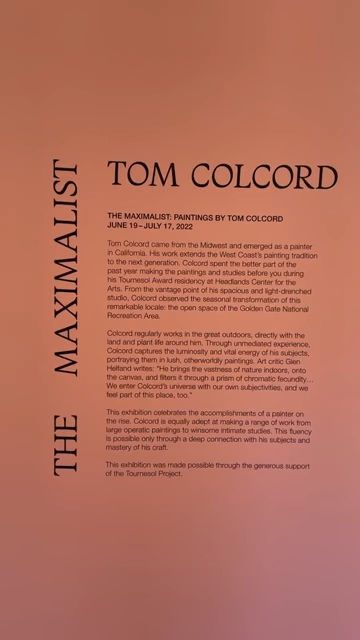 THE MAXIMALIST
TOM COLCORD
THE MAXIMALIST: PAINTINGS BY TOM COLCORD
JUNE 19 – JULY 17, 2022
Tom Colcord came from the Midwest and emerged as a painter
in California. His work extends the West Coast's painting tradition
to the next generation. Colcord spent the better part of the
past year making the paintings and studies before you during
his Tournesol Award residency at Headlands Center for the
Arts. From the vantage point of his spacious and light-drenched
studio, Colcord observed the seasonal transformation of this
remarkable locale: the open space of the Golden Gate National
Recreation Area.
Colcord regularly works in the great outdoors, directly with the
land and plant life around him. Through unmediated experience,
Colcord captures the luminosity and vital energy of his subjects,
portraying them in lush, otherworldly paintings. Art critic Glen
Helfand writes: "He brings the vastness of nature indoors, onto
the canvas, and filters it through a prism of chromatic fecundity…
We enter Colcord's universe with our own subjectivities, and we
feel part of this place, too."
This exhibition celebrates the accomplishments of a painter on
the rise. Colcord is equally adept at making a range of work from
large operatic paintings to winsome intimate studies. This fluency
is possible only through a deep connection with his subjects and
mastery of his craft.
This exhibition was made possible through the generous support
of the Tournesol Project.